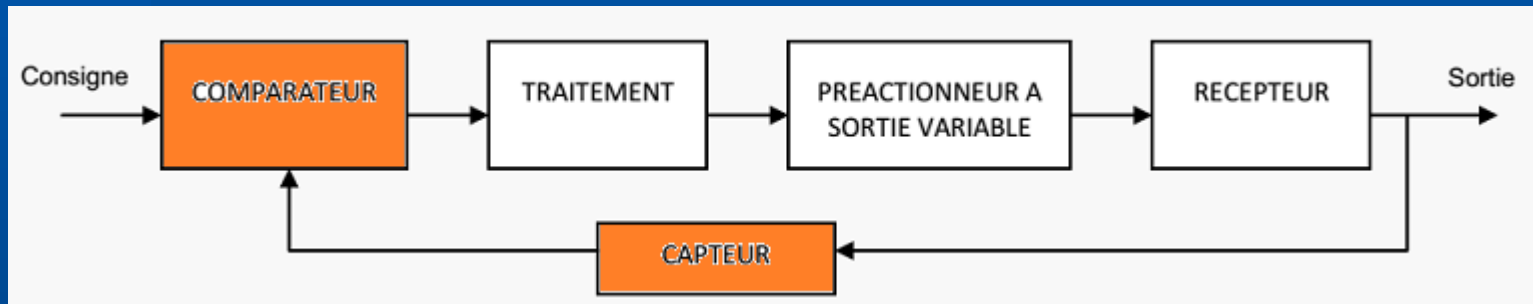 Consigne
COMPARATEUR
TRAITEMENT
PREACTIONNEUR A
SORTIE VARIABLE
RECEPTEUR
Sortie
CAPTEUR